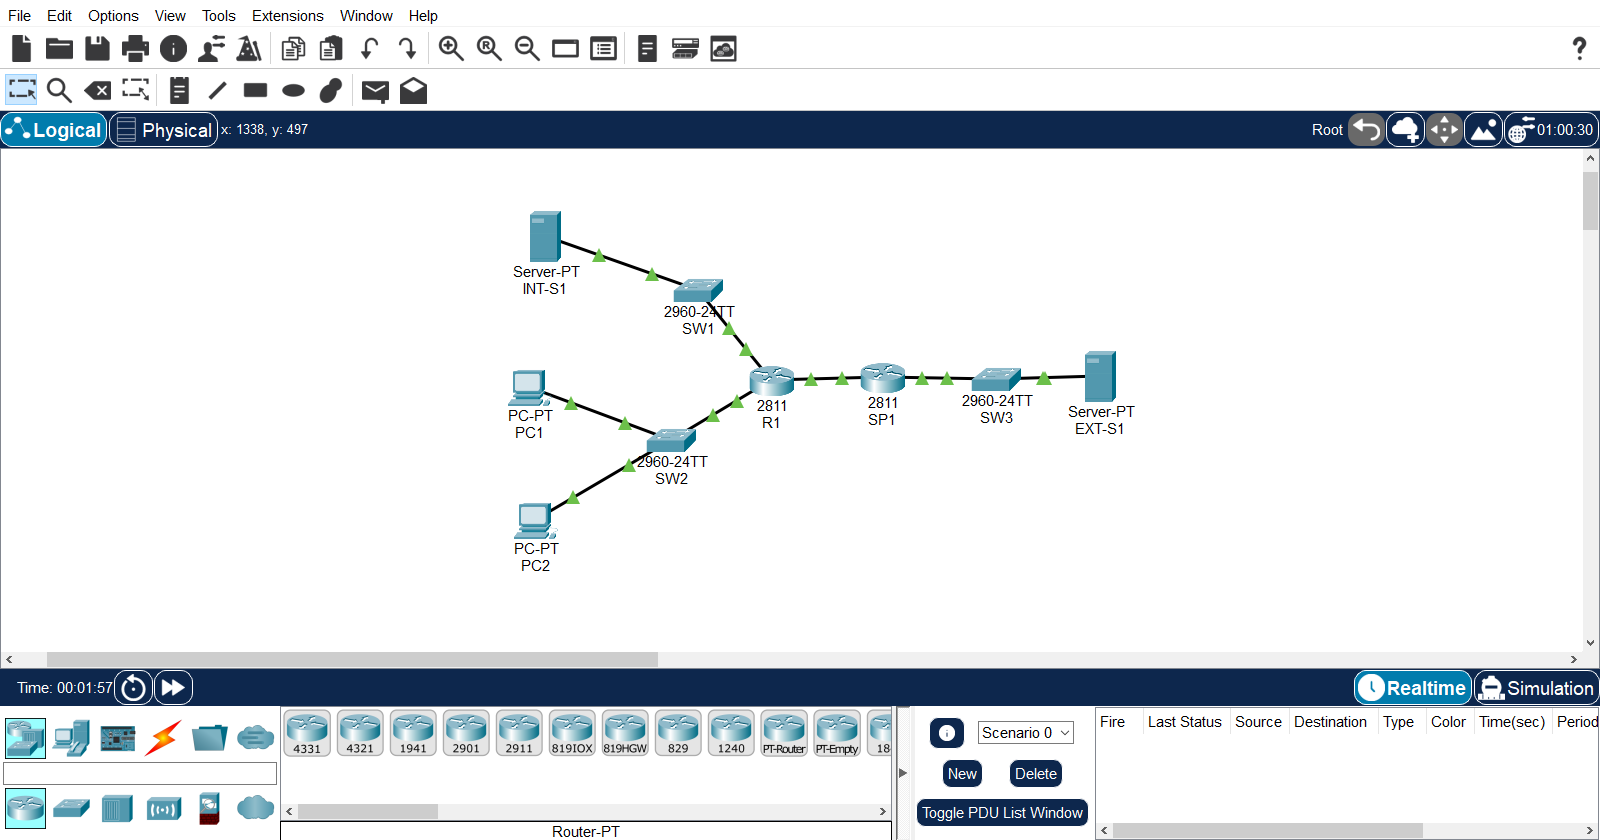 File Edit Options View Tools Extensions Window Help
?
Logical Physical x: 1338, y: 497 Root 01:00:30
Server-PT
INT-S1
2960-24TT
SW1
PC-PT
PC1
2960-24TT
SW2
PC-PT
PC2
2811
R1
2811
SP1
2960-24TT
SW3
Server-PT
EXT-S1
Time: 00:01:57 Realtime Simulation
4331 4321 1941 2901 2911 819IOX 819HGW 829 1240 PT-Router PT-Empty 18
Router-PT
Scenario 0
New Delete
Toggle PDU List Window
Fire Last Status Source Destination Type Color Time(sec) Period